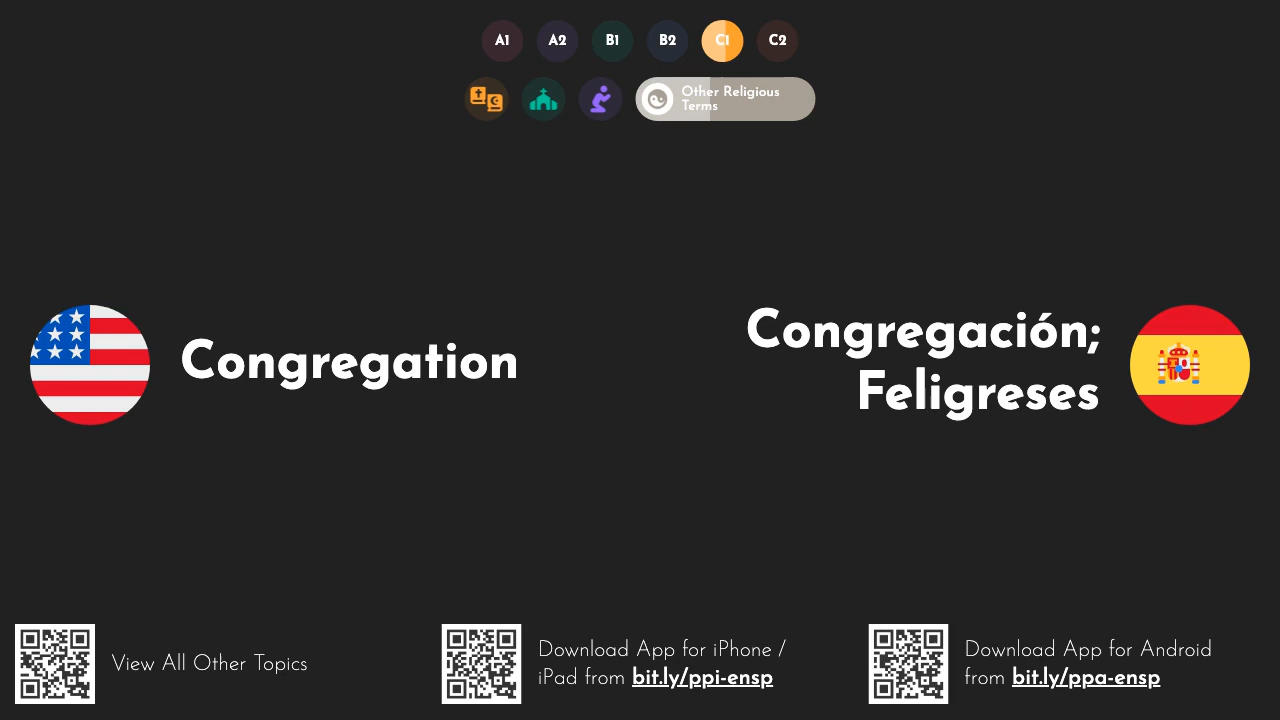 A1 A2 B1 B2 C1 C2
Other Religious
Terms
Congregation
Congregación;
Feligreses
View All Other Topics
Download App for iPhone /
iPad from bit.ly/ppi-ensp
Download App for Android
from bit.ly/ppa-ensp